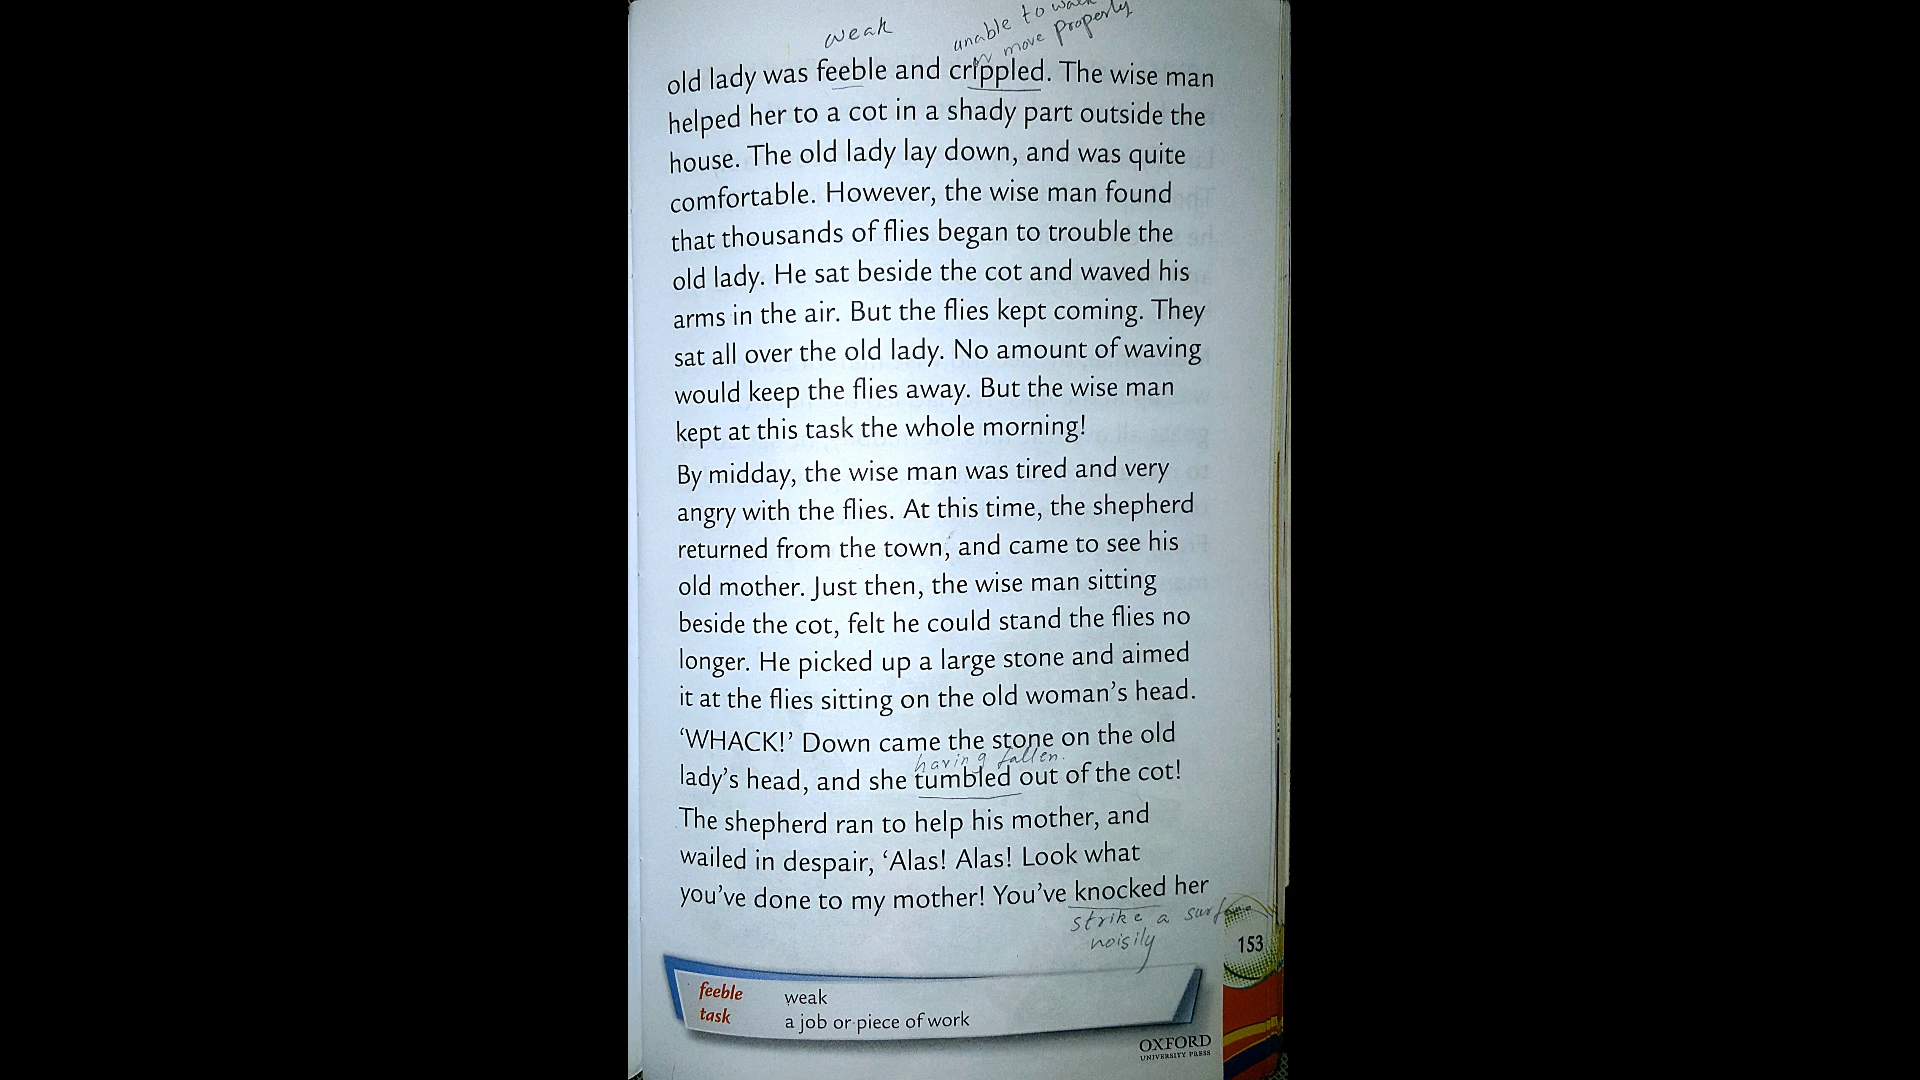 weak
unable to walk
or move properly
old lady was feeble and crippled. The wise man
helped her to a cot in a shady part outside the
house. The old lady lay down, and was quite
comfortable. However, the wise man found
that thousands of flies began to trouble the
old lady. He sat beside the cot and waved his
arms in the air. But the flies kept coming. They
sat all over the old lady. No amount of waving
would keep the flies away. But the wise man
kept at this task the whole morning!
By midday, the wise man was tired and very
angry with the flies. At this time, the shepherd
returned from the town, and came to see his
old mother. Just then, the wise man sitting
beside the cot, felt he could stand the flies no
longer. He picked up a large stone and aimed
it at the flies sitting on the old woman's head.
‘WHACK!’ Down came the stone on the old
having fallen.
lady's head, and she tumbled out of the cot!
The shepherd ran to help his mother, and
wailed in despair, ‘Alas! Alas! Look what
you've done to my mother! You've knocked her
strike a surface
noisily
153
feeble weak
task a job or piece of work
OXFORD
UNIVERSITY PRESS